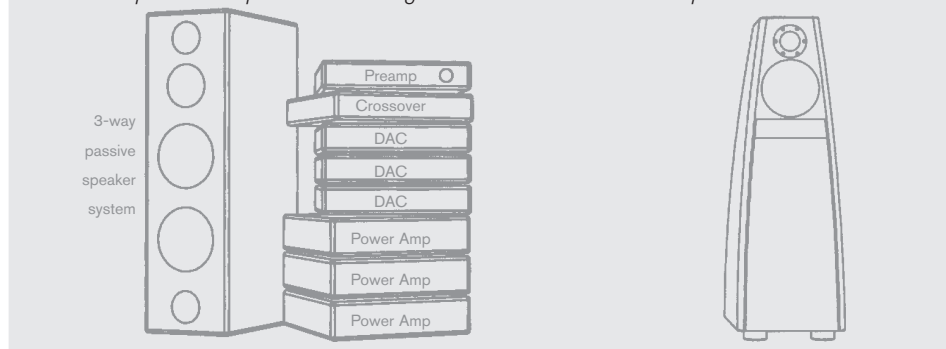 3-way
passive
speaker
system
Preamp
Crossover
DAC
DAC
DAC
Power Amp
Power Amp
Power Amp